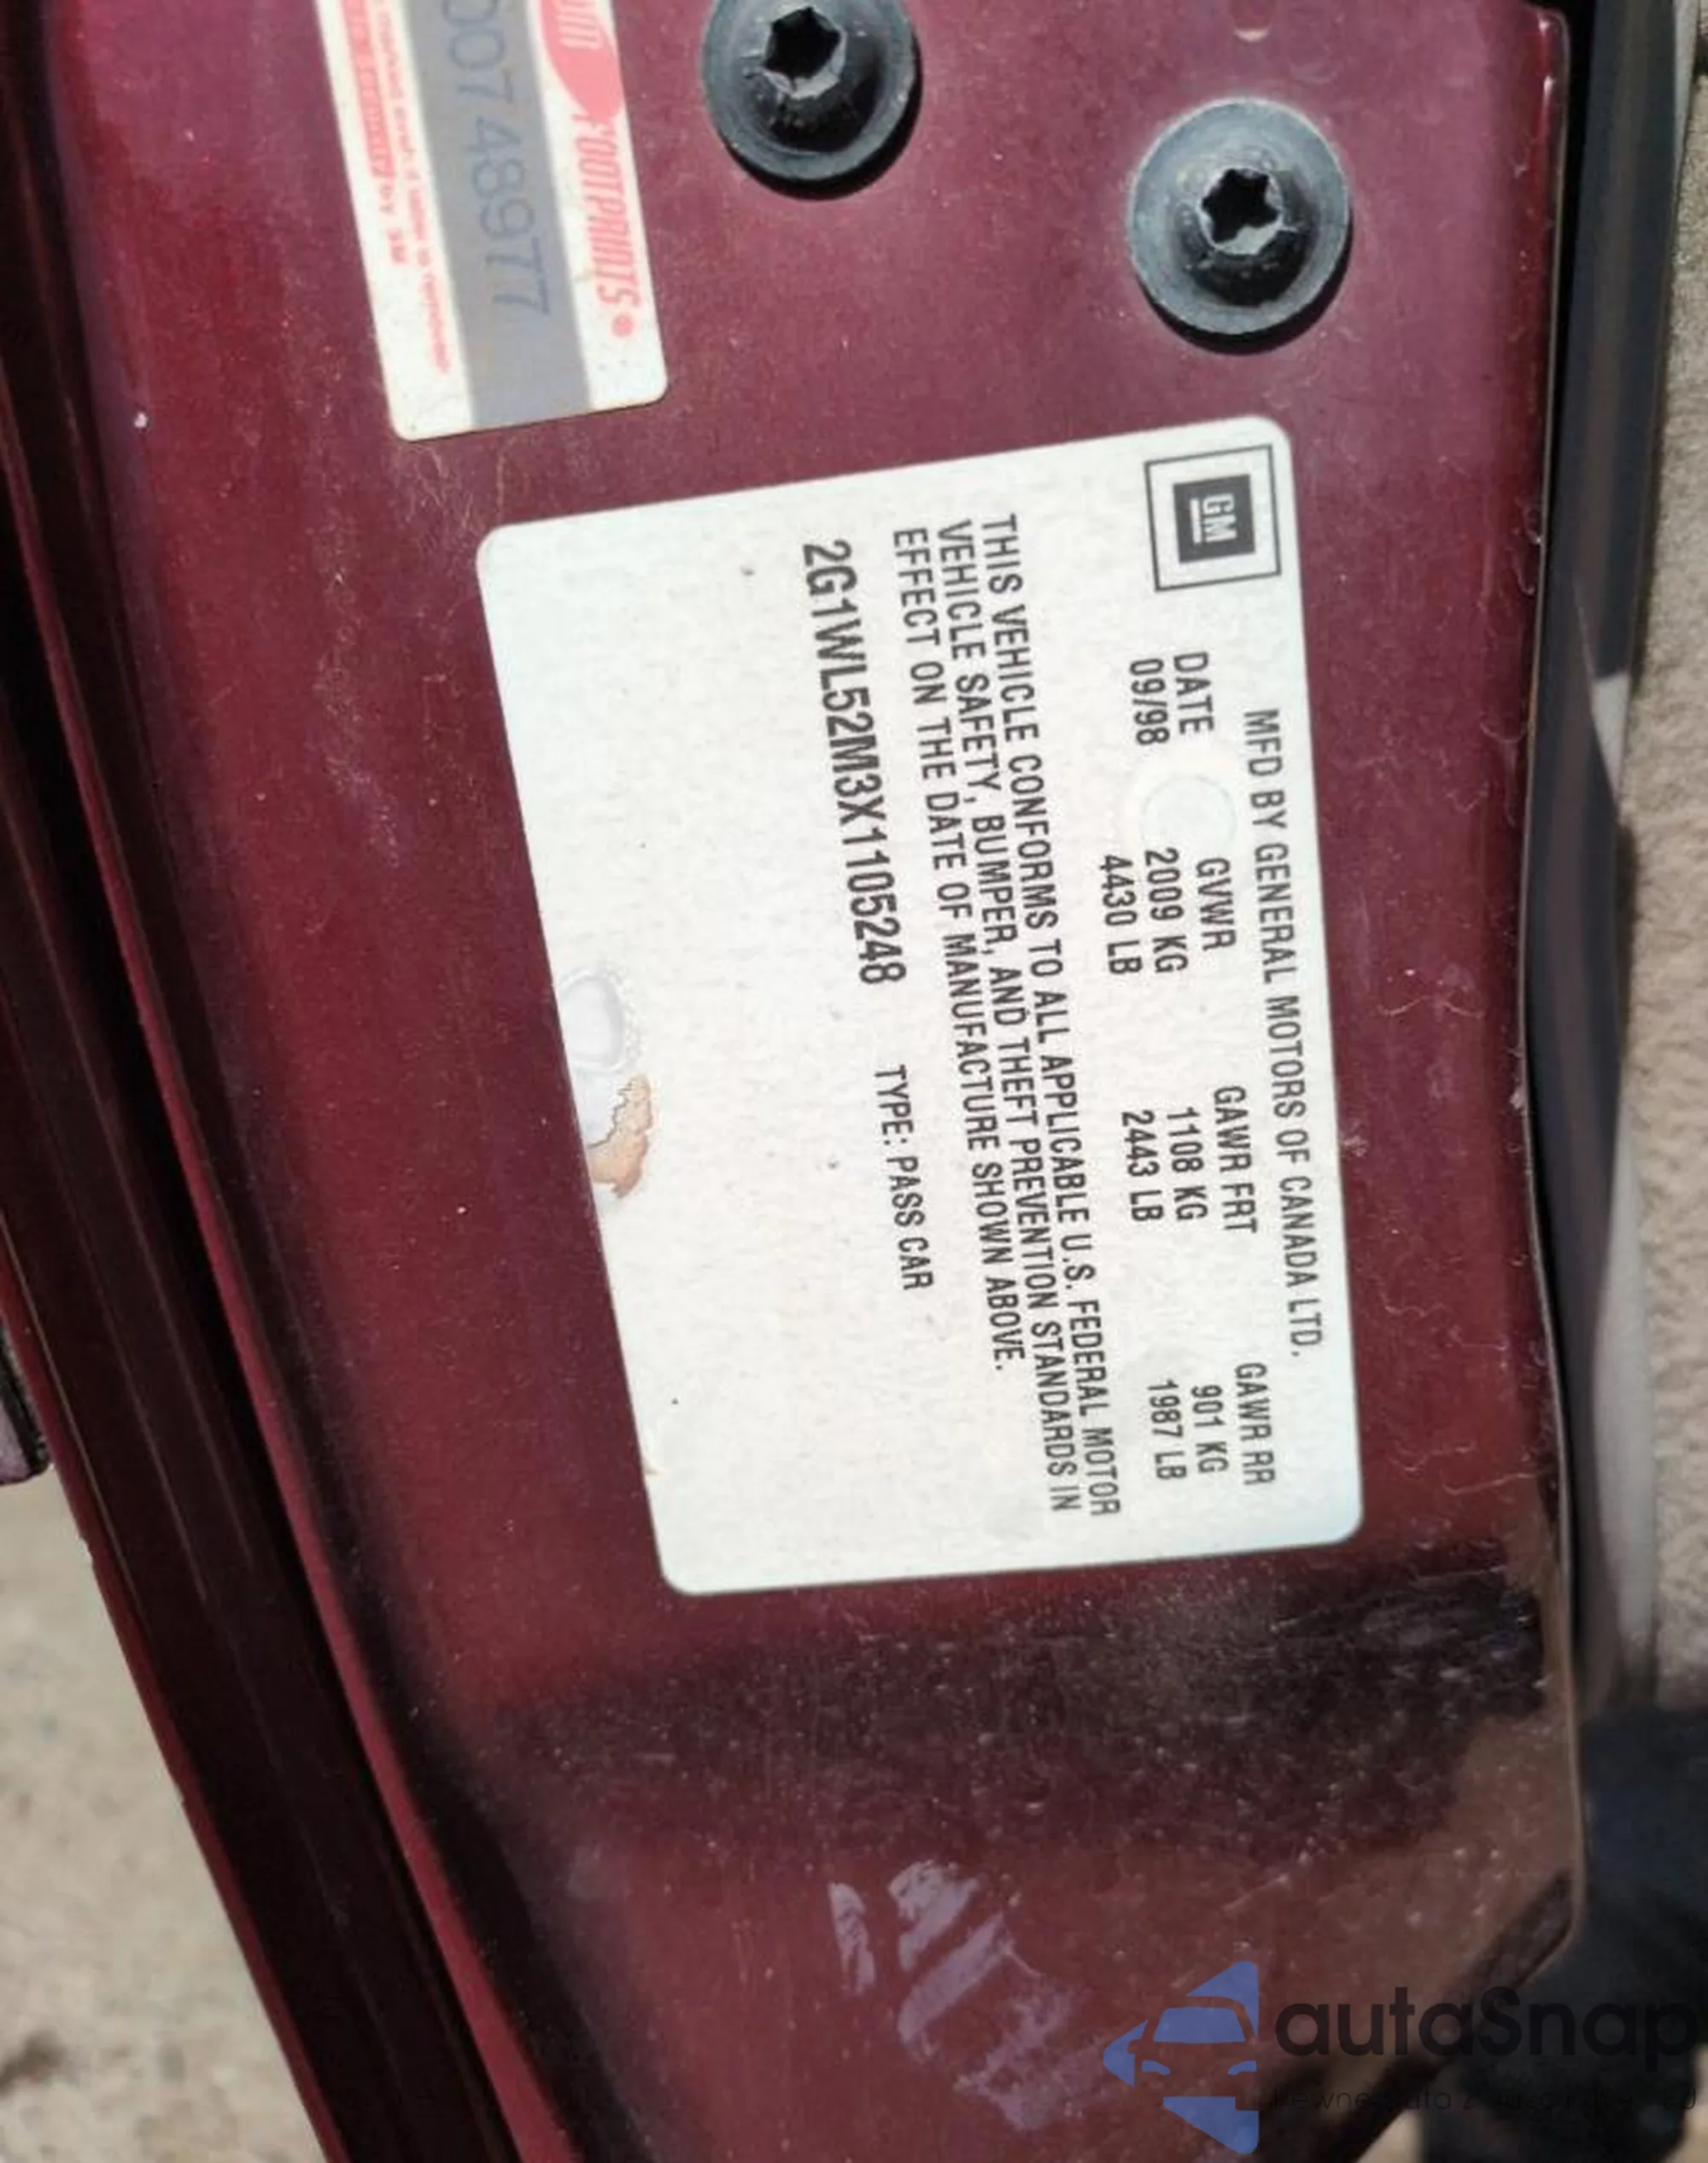 FOOTPRINTS®
007 48977
GM
MFD BY GENERAL MOTORS OF CANADA LTD.
DATE GVWR GAWR FRT GAWR RR
09/98 2009 KG 1108 KG 901 KG
4430 LB 2443 LB 1987 LB
THIS VEHICLE CONFORMS TO ALL APPLICABLE U.S. FEDERAL MOTOR
VEHICLE SAFETY, BUMPER, AND THEFT PREVENTION STANDARDS IN
EFFECT ON THE DATE OF MANUFACTURE SHOWN ABOVE.
2G1WL52M3X1105248 TYPE: PASS CAR
autaSnap